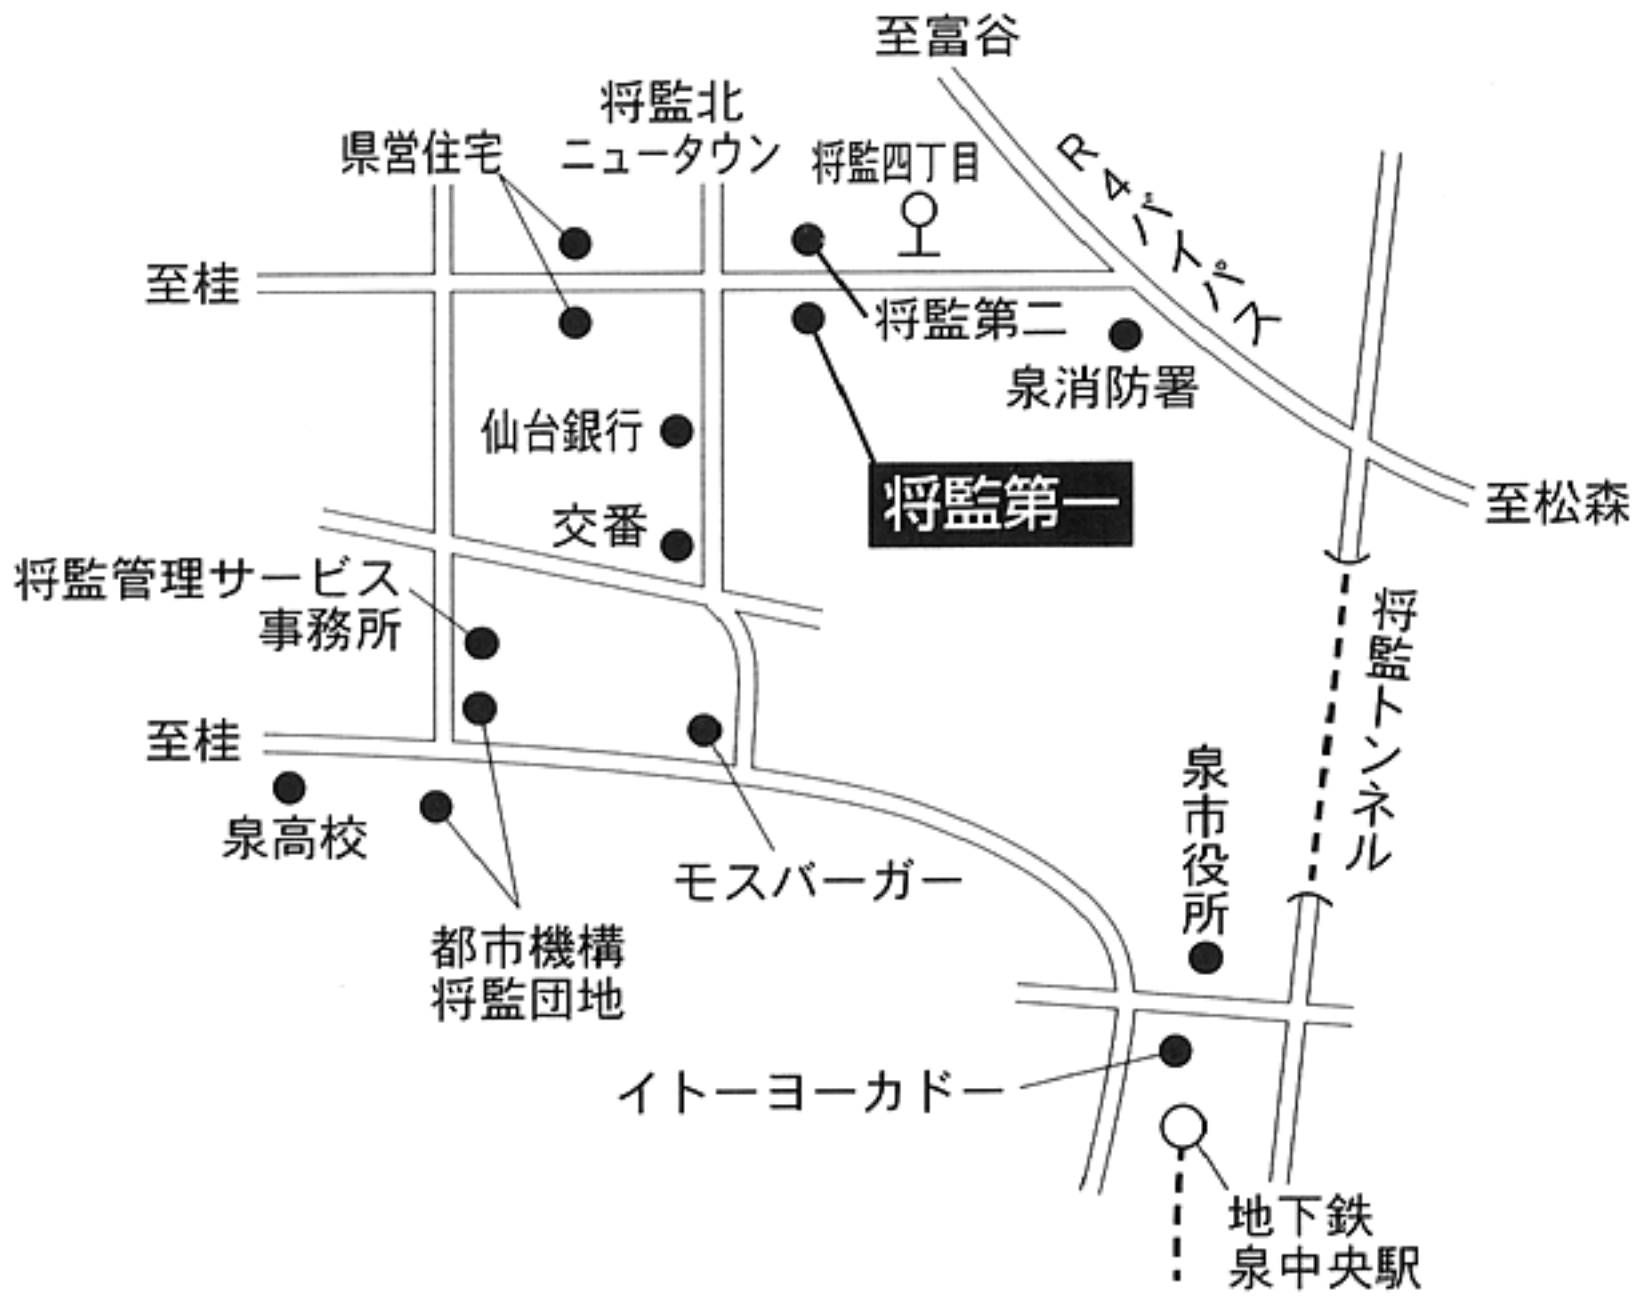 至富谷
将監北
ニュータウン
県営住宅
将監四丁目
R4バイパス
至桂
将監第二
泉消防署
仙台銀行
将監第一
至松森
交番
将監管理サービス
事務所
将監トンネル
至桂
泉高校
モスバーガー
泉市役所
都市機構
将監団地
イトーヨーカドー
地下鉄
泉中央駅